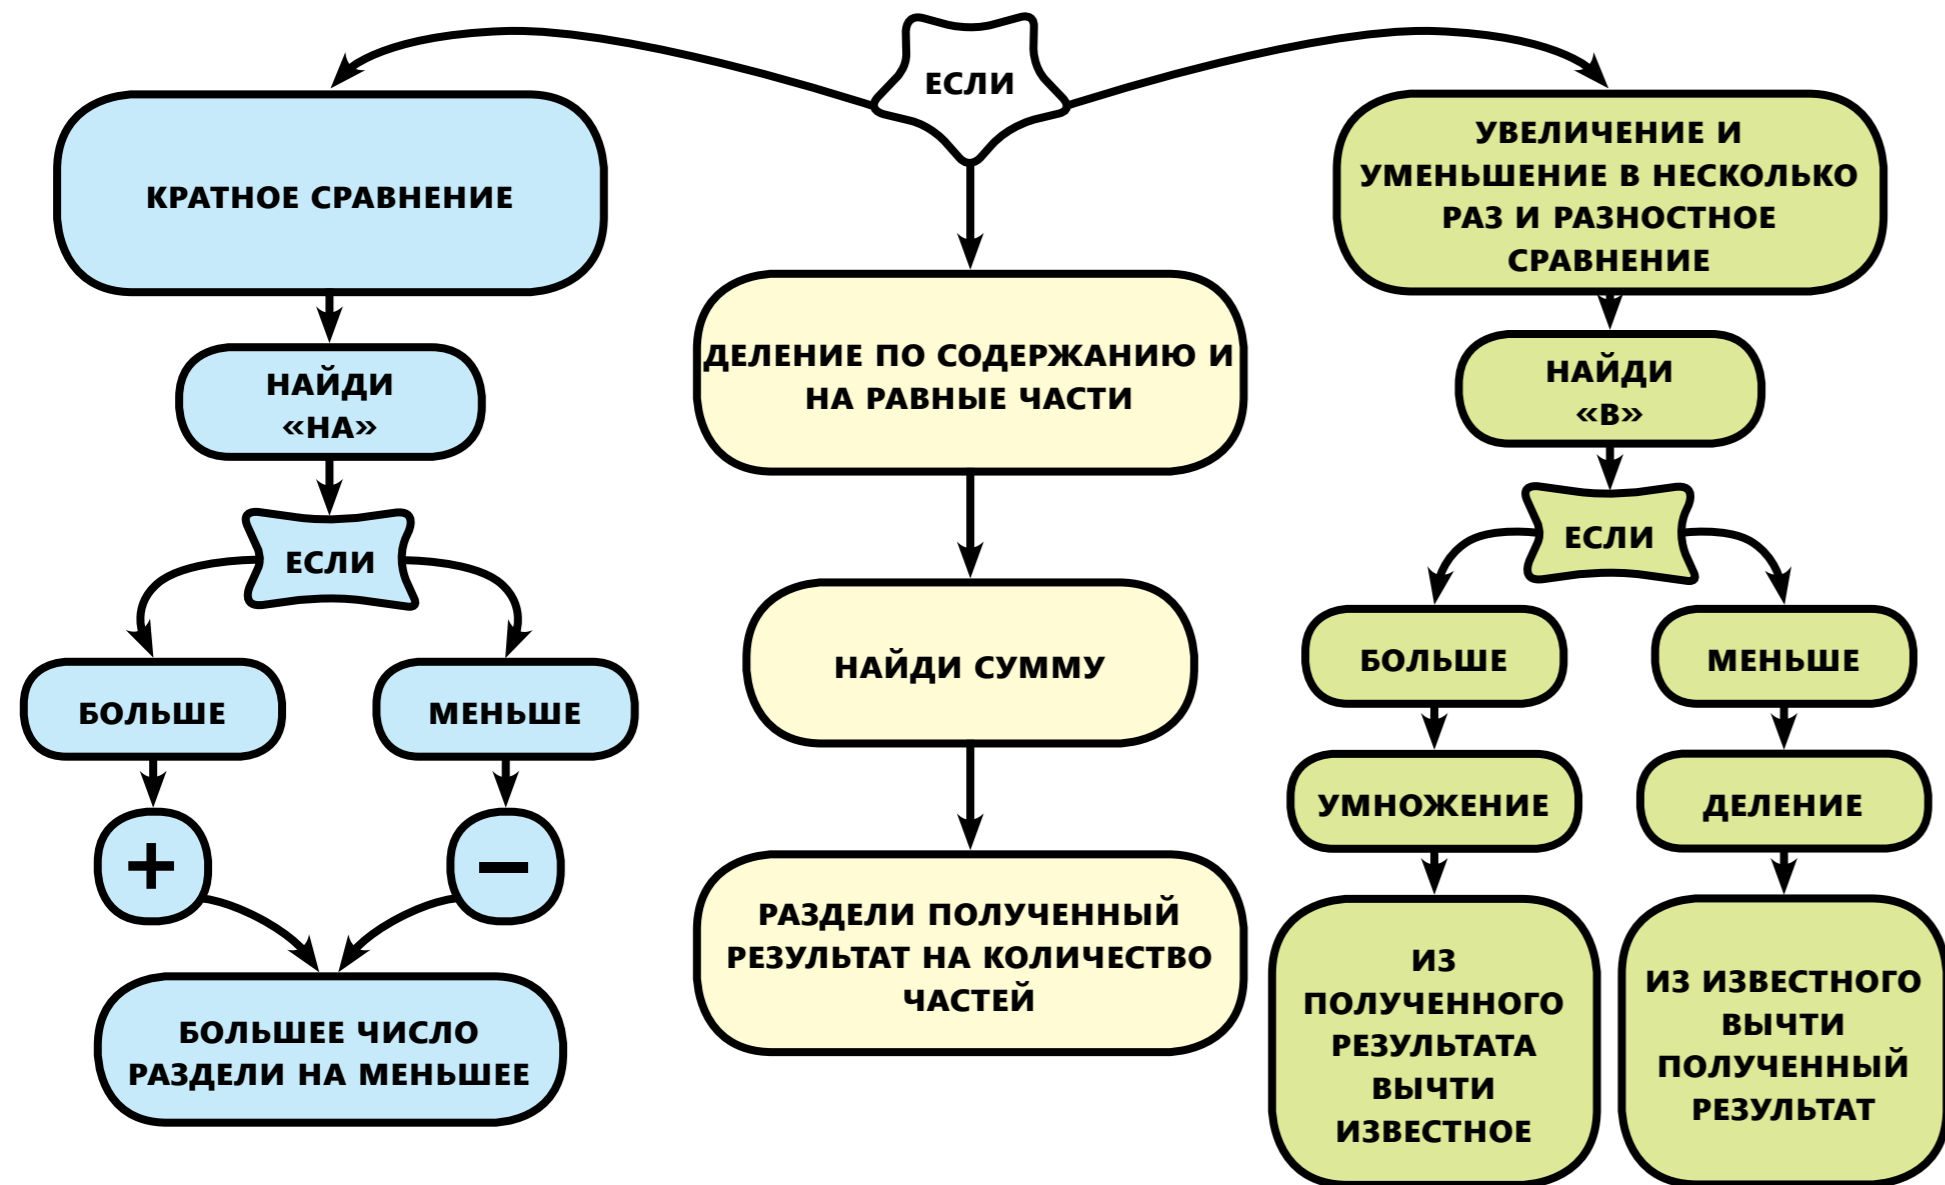 ЕСЛИ
КРАТНОЕ СРАВНЕНИЕ
НАЙДИ
«НА»
ЕСЛИ
БОЛЬШЕ
МЕНЬШЕ
+
−
БОЛЬШЕЕ ЧИСЛО
РАЗДЕЛИ НА МЕНЬШЕЕ
ДЕЛЕНИЕ ПО СОДЕРЖАНИЮ И
НА РАВНЫЕ ЧАСТИ
НАЙДИ СУММУ
РАЗДЕЛИ ПОЛУЧЕННЫЙ
РЕЗУЛЬТАТ НА КОЛИЧЕСТВО
ЧАСТЕЙ
УВЕЛИЧЕНИЕ И
УМЕНЬШЕНИЕ В НЕСКОЛЬКО
РАЗ И РАЗНОСТНОЕ
СРАВНЕНИЕ
НАЙДИ
«В»
ЕСЛИ
БОЛЬШЕ
УМНОЖЕНИЕ
ИЗ
ПОЛУЧЕННОГО
РЕЗУЛЬТАТА
ВЫЧТИ
ИЗВЕСТНОЕ
МЕНЬШЕ
ДЕЛЕНИЕ
ИЗ ИЗВЕСТНОГО
ВЫЧТИ
ПОЛУЧЕННЫЙ
РЕЗУЛЬТАТ